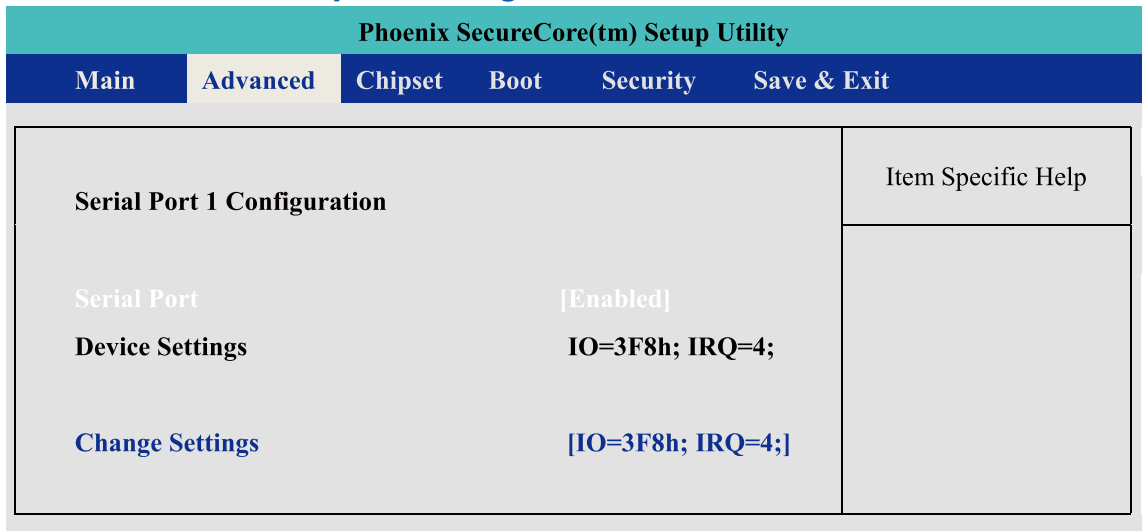 Phoenix SecureCore(tm) Setup Utility
Main Advanced Chipset Boot Security Save & Exit
Serial Port 1 Configuration
Item Specific Help
Serial Port [Enabled]
Device Settings IO=3F8h; IRQ=4;
Change Settings [IO=3F8h; IRQ=4;]